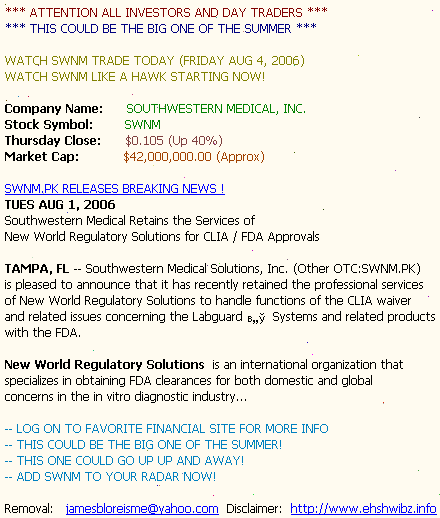 *** ATTENTION ALL INVESTORS AND DAY TRADERS ***
*** THIS COULD BE THE BIG ONE OF THE SUMMER ***
WATCH SWNM TRADE TODAY (FRIDAY AUG 4, 2006)
WATCH SWNM LIKE A HAWK STARTING NOW!
Company Name: SOUTHWESTERN MEDICAL, INC.
Stock Symbol: SWNM
Thursday Close: $0.105 (Up 40%)
Market Cap: $42,000,000.00 (Approx)
SWNM.PK RELEASES BREAKING NEWS !
TUES AUG 1, 2006
Southwestern Medical Retains the Services of
New World Regulatory Solutions for CLIA / FDA Approvals
TAMPA, FL -- Southwestern Medical Solutions, Inc. (Other OTC:SWNM.PK)
is pleased to announce that it has recently retained the professional services
of New World Regulatory Solutions to handle functions of the CLIA waiver
and related issues concerning the Labguard в„ў Systems and related products
with the FDA.
New World Regulatory Solutions is an international organization that
specializes in obtaining FDA clearances for both domestic and global
concerns in the in vitro diagnostic industry...
-- LOG ON TO FAVORITE FINANCIAL SITE FOR MORE INFO
-- THIS COULD BE THE BIG ONE OF THE SUMMER!
-- THIS ONE COULD GO UP UP AND AWAY!
-- ADD SWNM TO YOUR RADAR NOW!
Removal: jamesbloreisme@yahoo.com Disclaimer: http://www.ehshwibz.info